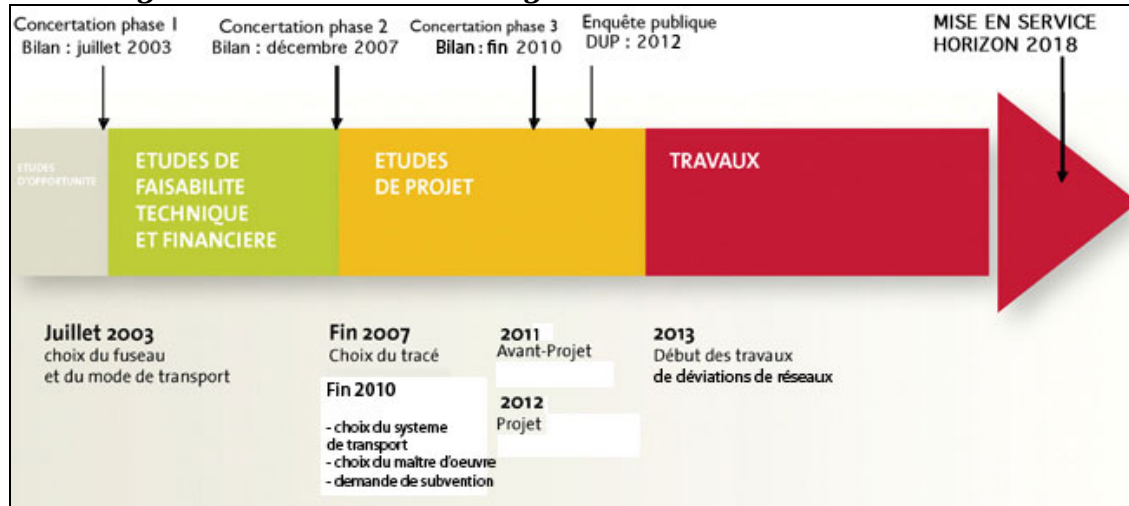 Concertation phase 1
Bilan : juillet 2003
Concertation phase 2
Bilan : décembre 2007
Concertation phase 3
Bilan : fin 2010
Enquête publique
DUP : 2012
MISE EN SERVICE
HORIZON 2018
ETUDES
D'OPPORTUNITE
ETUDES DE
FAISABILITE
TECHNIQUE
ET FINANCIERE
ETUDES
DE PROJET
TRAVAUX
Juillet 2003
choix du fuseau
et du mode de transport
Fin 2007
Choix du tracé
Fin 2010
- choix du systeme
de transport
- choix du maître d'oeuvre
- demande de subvention
2011
Avant-Projet
2012
Projet
2013
Début des travaux
de déviations de réseaux